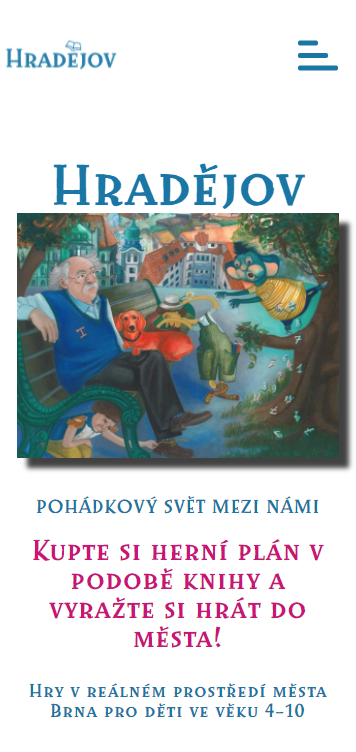 Hradějov
Hradějov
POHÁDKOVÝ SVĚT MEZI NÁMI
Kupte si herní plán v
podobě knihy a
vyražte si hrát do
města!
Hry v reálném prostředí města
Brna pro děti ve věku 4–10